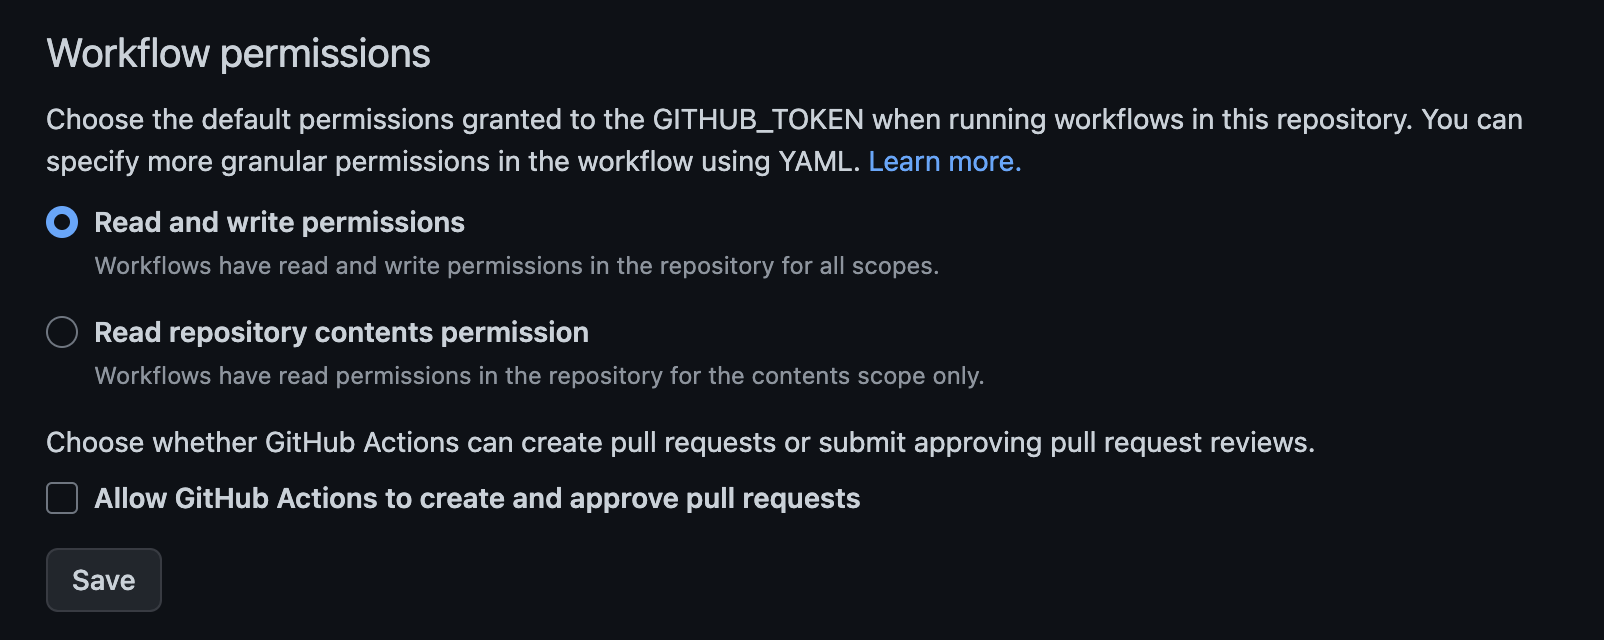 Workflow permissions
Choose the default permissions granted to the GITHUB_TOKEN when running workflows in this repository. You can
specify more granular permissions in the workflow using YAML. Learn more.
Read and write permissions
Workflows have read and write permissions in the repository for all scopes.
Read repository contents permission
Workflows have read permissions in the repository for the contents scope only.
Choose whether GitHub Actions can create pull requests or submit approving pull request reviews.
Allow GitHub Actions to create and approve pull requests
Save